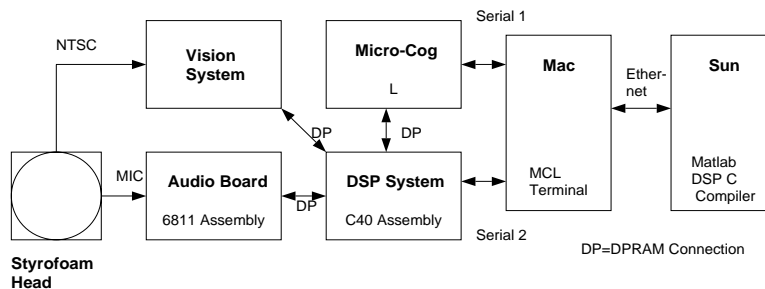 Serial 1
NTSC
Vision
System
Micro-Cog
L
Mac
Ether-
net
Sun
DP
DP
MIC
Audio Board
6811 Assembly
DP
DSP System
C40 Assembly
MCL
Terminal
Matlab
DSP C
Compiler
Serial 2
DP=DPRAM Connection
Styrofoam
Head